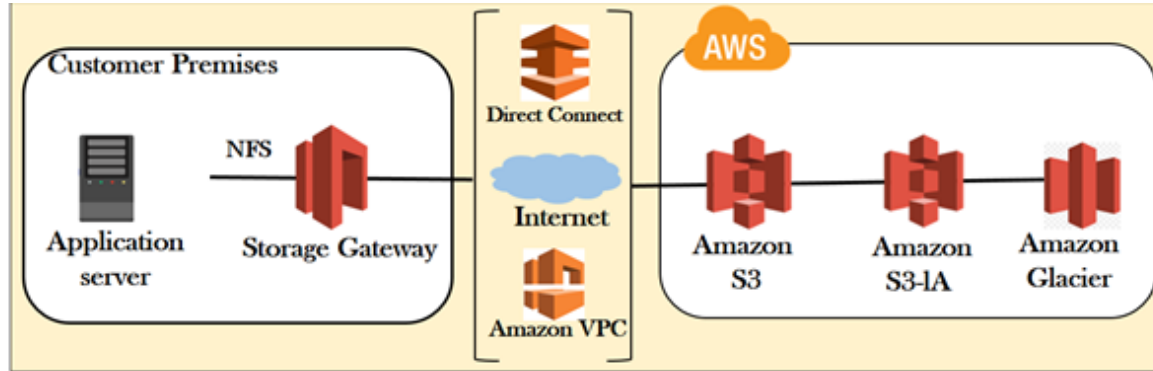 Customer Premises
NFS
Application
server
Storage Gateway
Direct Connect
Internet
Amazon VPC
AWS
Amazon
S3
Amazon
S3-lA
Amazon
Glacier